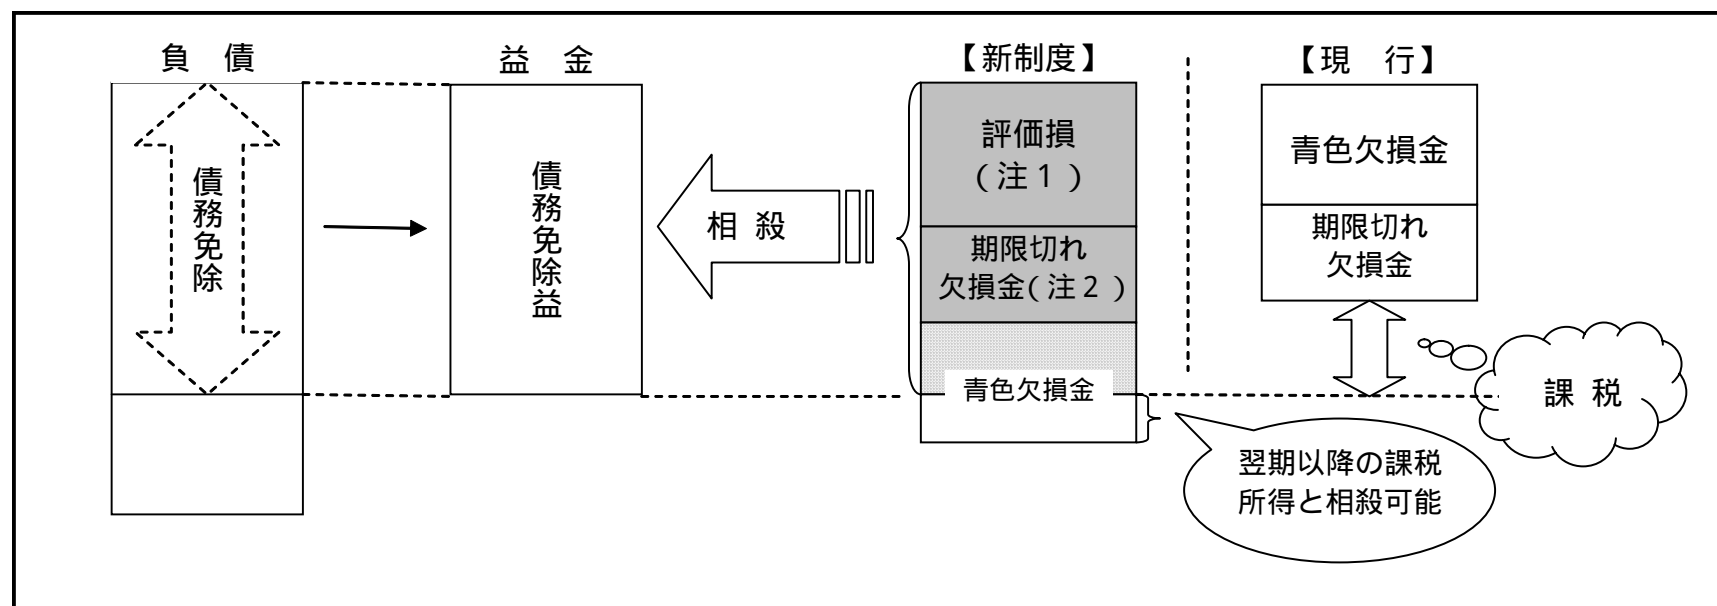 負 債
債務免除
益 金
債務免除益
相 殺
【新制度】
評価損
(注1)
期限切れ
欠損金(注2)
青色欠損金
【現 行】
青色欠損金
期限切れ
欠損金
課 税
翌期以降の課税
所得と相殺可能